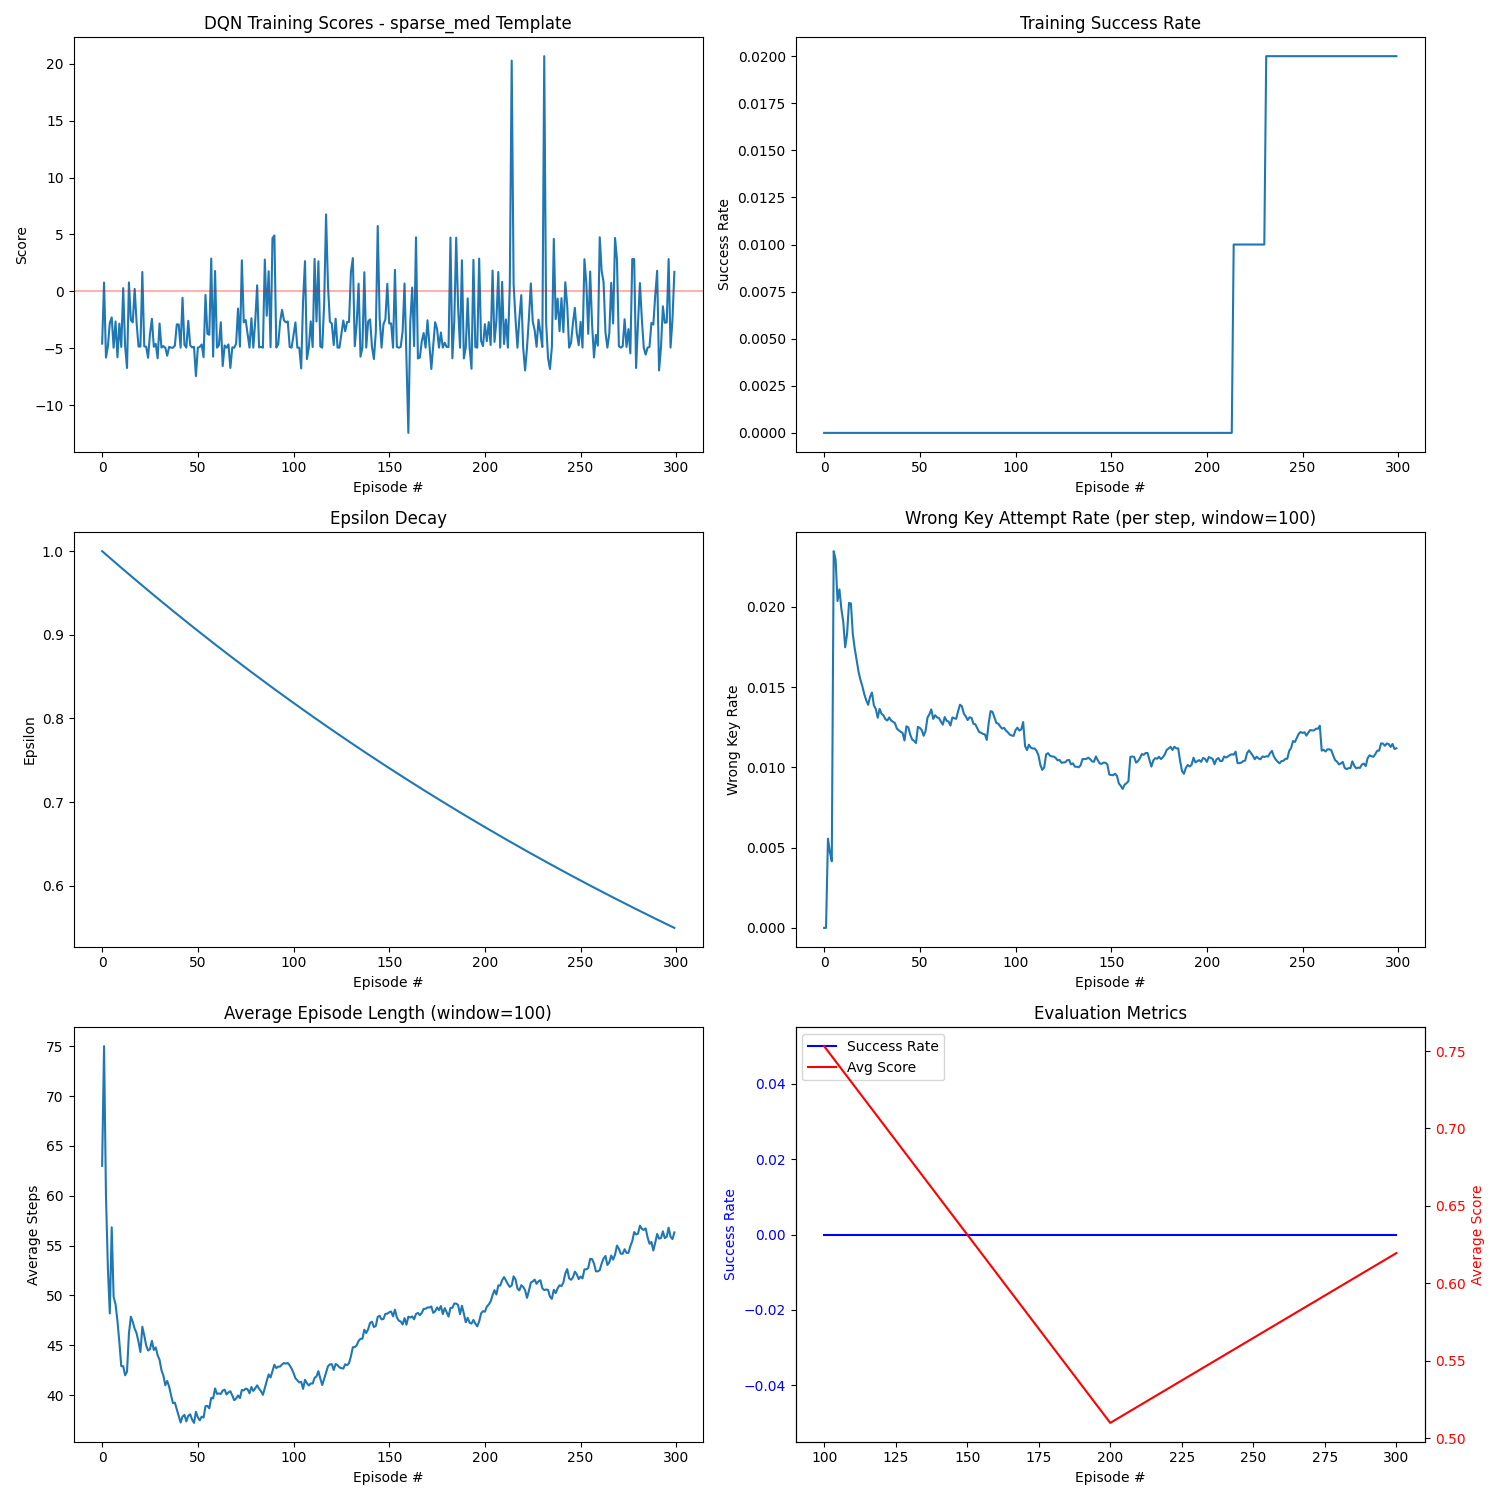 DQN Training Scores - sparse_med Template
Score
20
15
10
5
0
−5
−10
0 50 100 150 200 250 300
Episode #
Training Success Rate
Success Rate
0.0200
0.0175
0.0150
0.0125
0.0100
0.0075
0.0050
0.0025
0.0000
0 50 100 150 200 250 300
Episode #
Epsilon Decay
Epsilon
1.0
0.9
0.8
0.7
0.6
0 50 100 150 200 250 300
Episode #
Wrong Key Attempt Rate (per step, window=100)
Wrong Key Rate
0.020
0.015
0.010
0.005
0.000
0 50 100 150 200 250 300
Episode #
Average Episode Length (window=100)
Average Steps
75
70
65
60
55
50
45
40
0 50 100 150 200 250 300
Episode #
Evaluation Metrics
Success Rate
Avg Score
Success Rate
0.04
0.02
0.00
−0.02
−0.04
100 125 150 175 200 225 250 275 300
Episode #
0.75
0.70
0.65
0.60
0.55
0.50
Average Score